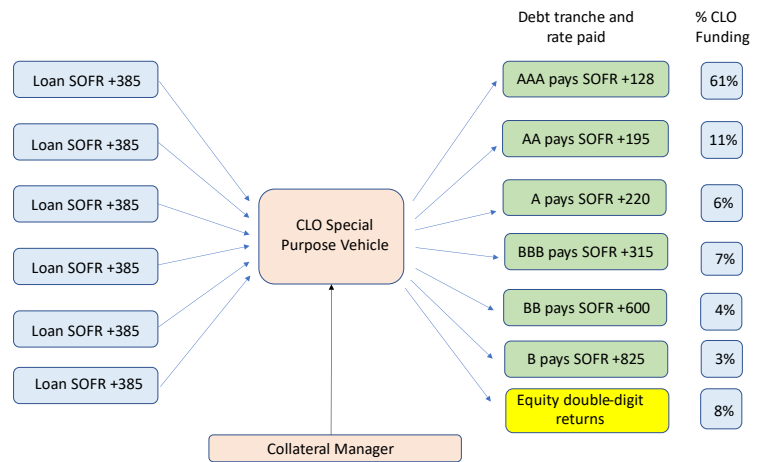 Debt tranche and
rate paid
% CLO
Funding
Loan SOFR +385
AAA pays SOFR +128
61%
Loan SOFR +385
AA pays SOFR +195
11%
Loan SOFR +385
A pays SOFR +220
6%
CLO Special
Purpose Vehicle
Loan SOFR +385
BBB pays SOFR +315
7%
Loan SOFR +385
BB pays SOFR +600
4%
Loan SOFR +385
B pays SOFR +825
3%
Equity double-digit
returns
8%
Collateral Manager